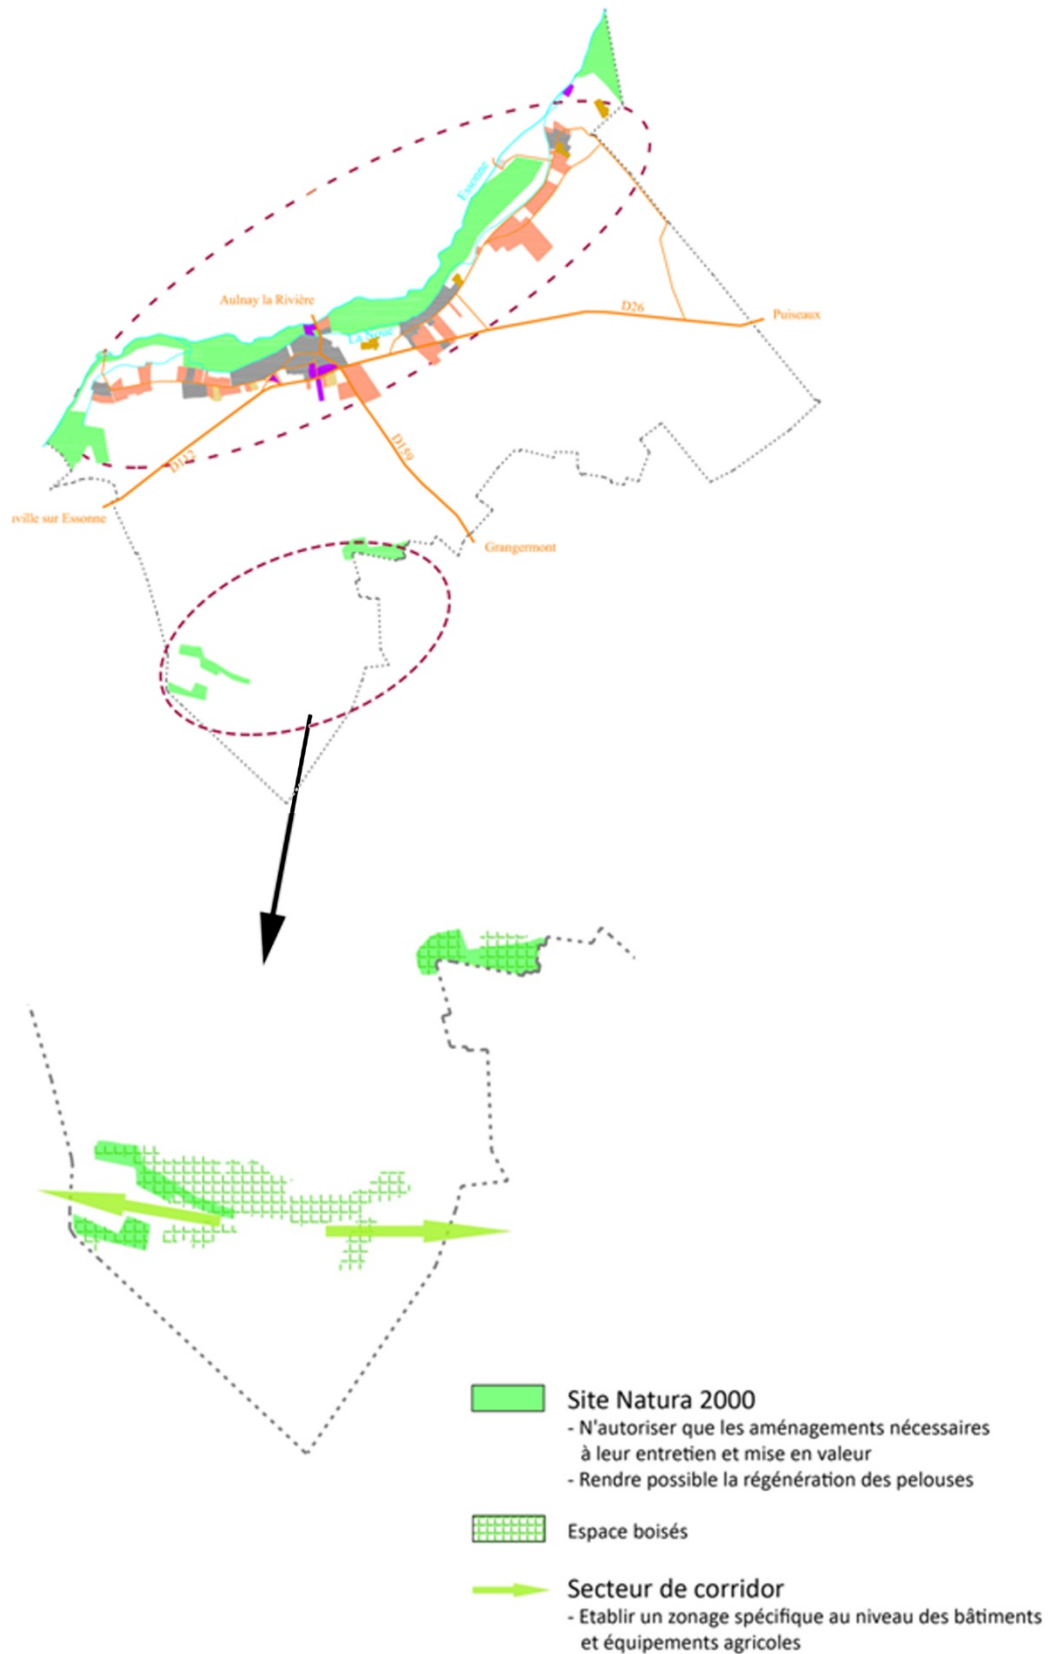 Essonne
Aulnay la Rivière
La Noue
D26
Puiseaux
D159
D112
ville sur Essonne
Grangermont
Site Natura 2000
- N'autoriser que les aménagements nécessaires
à leur entretien et mise en valeur
- Rendre possible la régénération des pelouses
Espace boisés
Secteur de corridor
- Etablir un zonage spécifique au niveau des bâtiments
et équipements agricoles